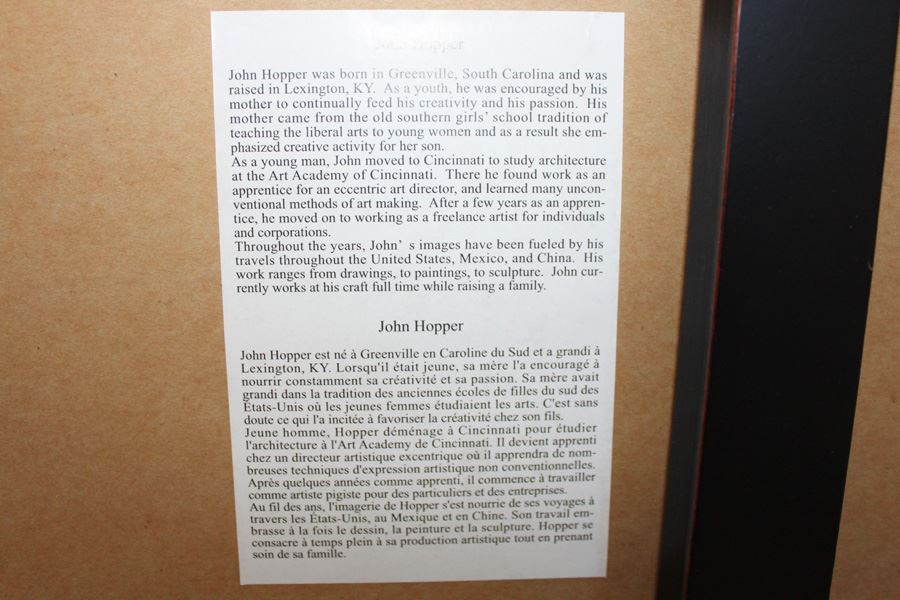 John Hopper
John Hopper was born in Greenville, South Carolina and was
raised in Lexington, KY. As a youth, he was encouraged by his
mother to continually feed his creativity and his passion. His
mother came from the old southern girls' school tradition of
teaching the liberal arts to young women and as a result she em-
phasized creative activity for her son.
As a young man, John moved to Cincinnati to study architecture
at the Art Academy of Cincinnati. There he found work as an
apprentice for an eccentric art director, and learned many uncon-
ventional methods of art making. After a few years as an appren-
tice, he moved on to working as a freelance artist for individuals
and corporations.
Throughout the years, John’ s images have been fueled by his
travels throughout the United States, Mexico, and China. His
work ranges from drawings, to paintings, to sculpture. John cur-
rently works at his craft full time while raising a family.
John Hopper
John Hopper est né à Greenville en Caroline du Sud et a grandi à
Lexington, KY. Lorsqu'il était jeune, sa mère l'a encouragé à
nourrir constamment sa créativité et sa passion. Sa mère avait
grandi dans la tradition des anciennes écoles de filles du sud des
États-Unis où les jeunes femmes étudiaient les arts. C'est sans
doute ce qui l'a incitée à favoriser la créativité chez son fils.
Jeune homme, Hopper déménage à Cincinnati pour étudier
l'architecture à l'Art Academy de Cincinnati. Il devient apprenti
chez un directeur artistique excentrique où il apprendra de nom-
breuses techniques d'expression artistique non conventionnelles.
Après quelques années comme apprenti, il commence à travailler
comme artiste pigiste pour des particuliers et des entreprises.
Au fil des ans, l'imagerie de Hopper s'est nourrie de ses voyages à
travers les États-Unis, au Mexique et en Chine. Son travail em-
brasse à la fois le dessin, la peinture et la sculpture. Hopper se
consacre à temps plein à sa production artistique tout en prenant
soin de sa famille.